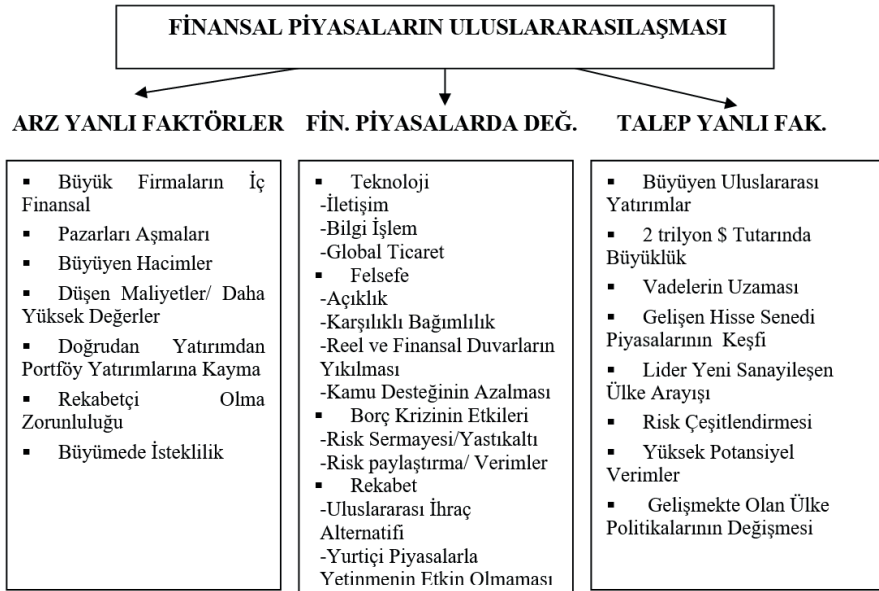 FİNANSAL PİYASALARIN ULUSLARARASILAŞMASI
ARZ YANLI FAKTÖRLER
▪ Büyük Firmaların İç
Finansal
▪ Pazarları Aşmaları
▪ Büyüyen Hacimler
▪ Düşen Maliyetler/ Daha
Yüksek Değerler
▪ Doğrudan Yatırımdan
Portföy Yatırımlarına Kayma
▪ Rekabetçi Olma
Zorunluluğu
▪ Büyümede İsteklilik
FİN. PİYASALARDA DEĞ.
▪ Teknoloji
-İletişim
-Bilgi İşlem
-Global Ticaret
▪ Felsefe
-Açıklık
-Karşılıklı Bağımlılık
-Reel ve Finansal Duvarların
Yıkılması
-Kamu Desteğinin Azalması
▪ Borç Krizinin Etkileri
-Risk Sermayesi/Yastıkaltı
-Risk paylaştırma/ Verimler
▪ Rekabet
-Uluslararası İhraç
Alternatifi
-Yurtiçi Piyasalarla
Yetinmenin Etkin Olmaması
TALEP YANLI FAK.
▪ Büyüyen Uluslararası
Yatırımlar
▪ 2 trilyon $ Tutarında
Büyüklük
▪ Vadelerin Uzaması
▪ Gelişen Hisse Senedi
Piyasalarının Keşfi
▪ Lider Yeni Sanayileşen
Ülke Arayışı
▪ Risk Çeşitlendirmesi
▪ Yüksek Potansiyel
Verimler
▪ Gelişmekte Olan Ülke
Politikalarının Değişmesi